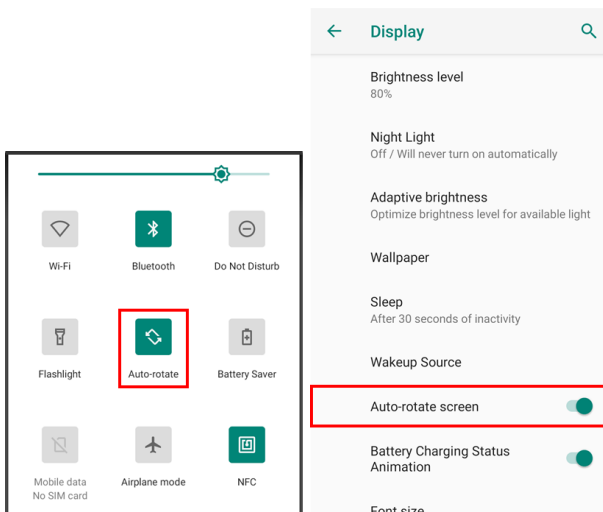 Wi-Fi
Bluetooth
Do Not Disturb
Flashlight
Auto-rotate
Battery Saver
Mobile data
No SIM card
Airplane mode
NFC
Display
Brightness level
80%
Night Light
Off / Will never turn on automatically
Adaptive brightness
Optimize brightness level for available light
Wallpaper
Sleep
After 30 seconds of inactivity
Wakeup Source
Auto-rotate screen
Battery Charging Status
Animation
Font size